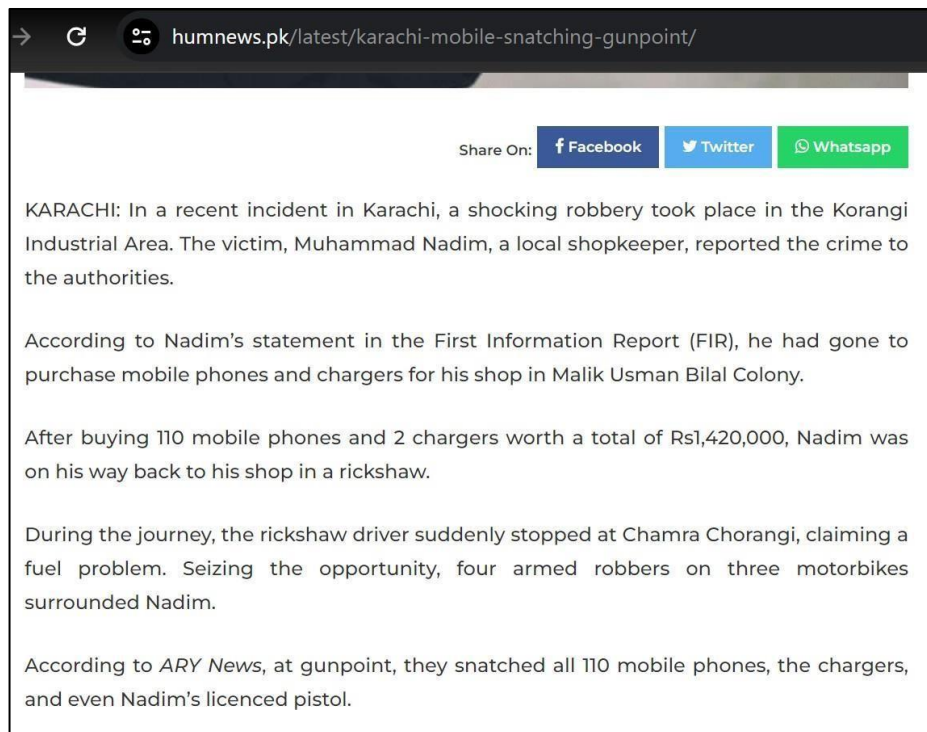 humnews.pk/latest/karachi-mobile-snatching-gunpoint/
Share On: Facebook Twitter Whatsapp
KARACHI: In a recent incident in Karachi, a shocking robbery took place in the Korangi
Industrial Area. The victim, Muhammad Nadim, a local shopkeeper, reported the crime to
the authorities.
According to Nadim’s statement in the First Information Report (FIR), he had gone to
purchase mobile phones and chargers for his shop in Malik Usman Bilal Colony.
After buying 110 mobile phones and 2 chargers worth a total of Rs1,420,000, Nadim was
on his way back to his shop in a rickshaw.
During the journey, the rickshaw driver suddenly stopped at Chamra Chorangi, claiming a
fuel problem. Seizing the opportunity, four armed robbers on three motorbikes
surrounded Nadim.
According to ARY News, at gunpoint, they snatched all 110 mobile phones, the chargers,
and even Nadim’s licenced pistol.